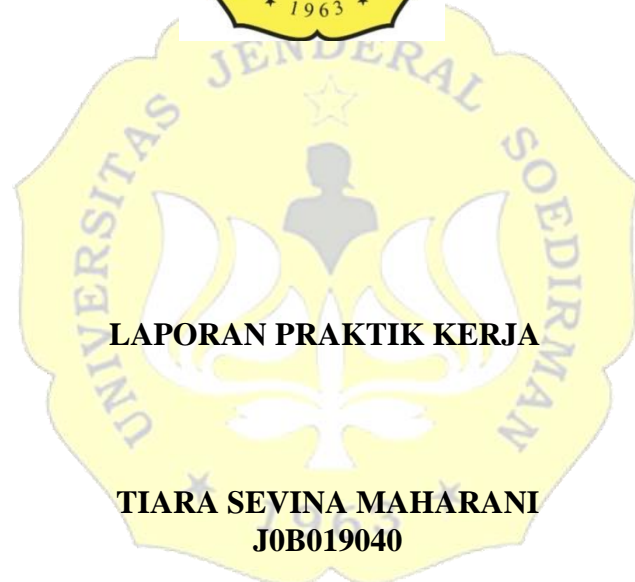 ★ 1963 ★
UNIVERSITAS JENDERAL SOEDIRMAN
LAPORAN PRAKTIK KERJA
TIARA SEVINA MAHARANI
J0B019040
★ 1963 ★